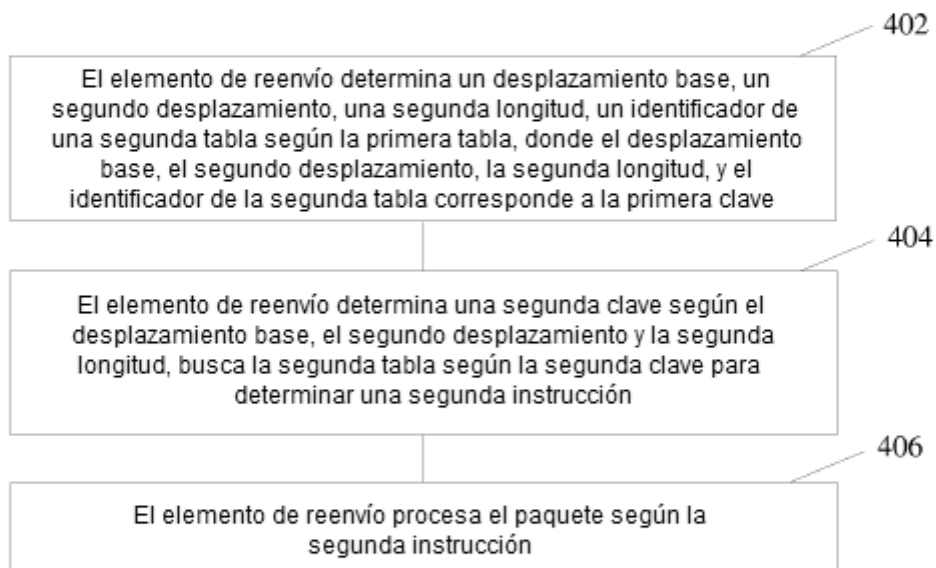 402
El elemento de reenvío determina un desplazamiento base, un
segundo desplazamiento, una segunda longitud, un identificador de
una segunda tabla según la primera tabla, donde el desplazamiento
base, el segundo desplazamiento, la segunda longitud, y el
identificador de la segunda tabla corresponde a la primera clave
404
El elemento de reenvío determina una segunda clave según el
desplazamiento base, el segundo desplazamiento y la segunda
longitud, busca la segunda tabla según la segunda clave para
determinar una segunda instrucción
406
El elemento de reenvío procesa el paquete según la
segunda instrucción